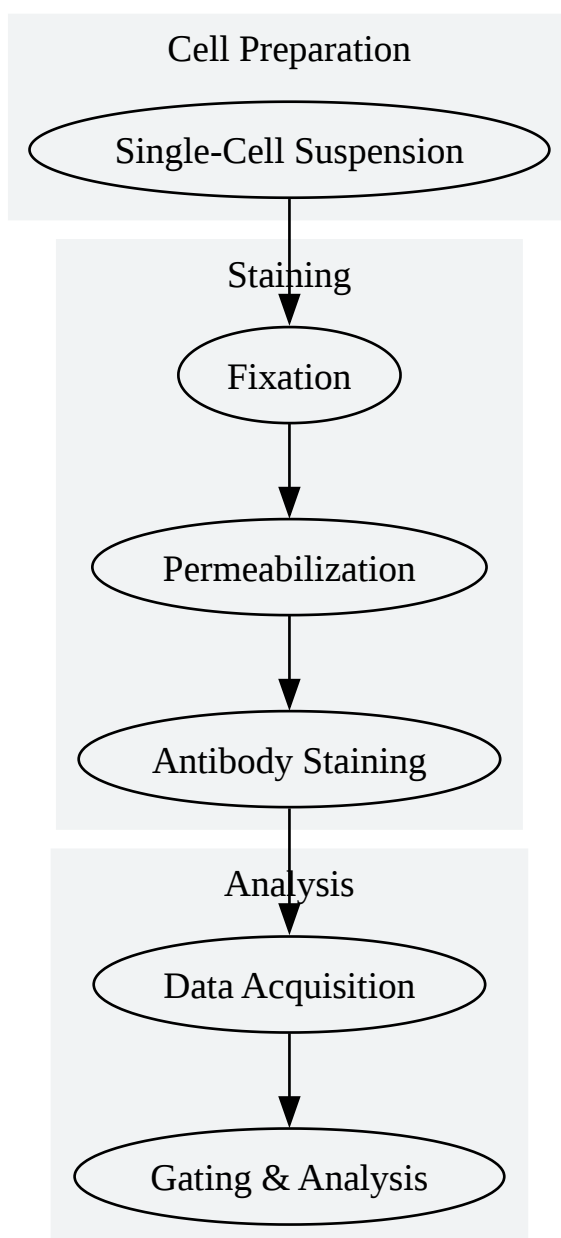 Cell Preparation
Single-Cell Suspension
Staining
Fixation
Permeabilization
Antibody Staining
Analysis
Data Acquisition
Gating & Analysis